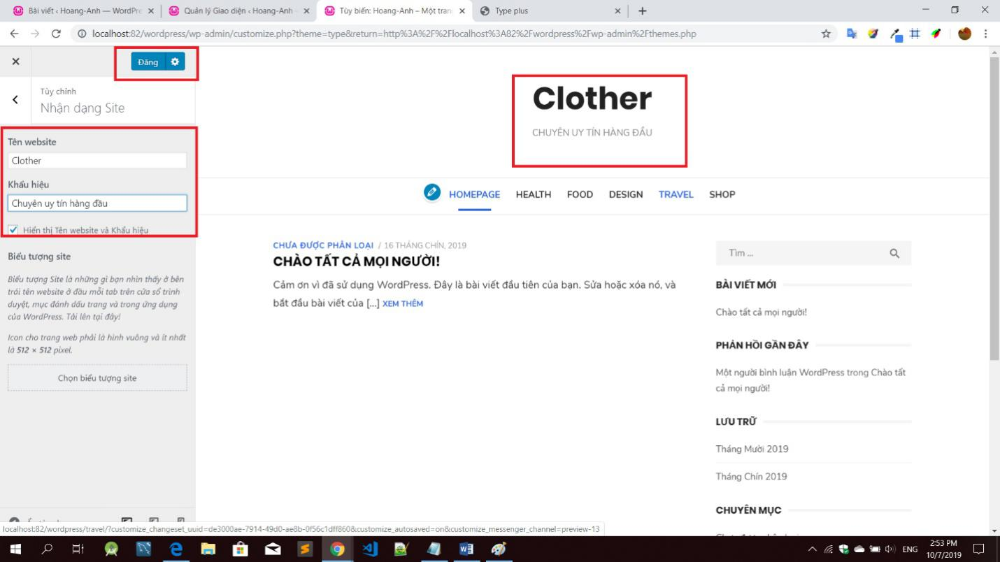 Bài viết ‹ Hoang-Anh — WordPre
Quản lý Giao diện ‹ Hoang-Anh –
Tùy biến: Hoang-Anh – Một tran
Type plus
localhost:82/wordpress/wp-admin/customize.php?theme=type&return=http%3A%2F%2Flocalhost%3A82%2Fwordpress%2Fwp-admin%2Fthemes.php
Đăng
Tùy chỉnh
Nhận dạng Site
Tên website
Clother
Khẩu hiệu
Chuyên uy tín hàng đầu
Hiển thị Tên website và Khẩu hiệu
Biểu tượng site
Biểu tượng Site là những gì bạn nhìn thấy ở bên
trái tên website ở đầu mỗi tab trên cửa sổ trình
duyệt, mục đánh dấu trang và trong ứng dụng
của WordPress. Tải lên tại đây!
Icon cho trang web phải là hình vuông và ít nhất
là 512 × 512 pixel.
Chọn biểu tượng site
Clother
CHUYÊN UY TÍN HÀNG ĐẦU
HOMEPAGE HEALTH FOOD DESIGN TRAVEL SHOP
CHƯA ĐƯỢC PHÂN LOẠI / 16 THÁNG CHÍN, 2019
CHÀO TẤT CẢ MỌI NGƯỜI!
Cảm ơn vì đã sử dụng WordPress. Đây là bài viết đầu tiên của bạn. Sửa hoặc xóa nó, và
bắt đầu bài viết của [...] XEM THÊM
Tìm ...
BÀI VIẾT MỚI
Chào tất cả mọi người!
PHẢN HỒI GẦN ĐÂY
Một người bình luận WordPress trong Chào tất
cả mọi người!
LƯU TRỮ
Tháng Mười 2019
Tháng Chín 2019
CHUYÊN MỤC
localhost:82/wordpress/travel/?customize_changeset_uuid=de3000ae-7914-49d0-ae8b-0f56c1dff860&customize_autosaved=on&customize_messenger_channel=preview-13
ENG
2:53 PM
10/7/2019